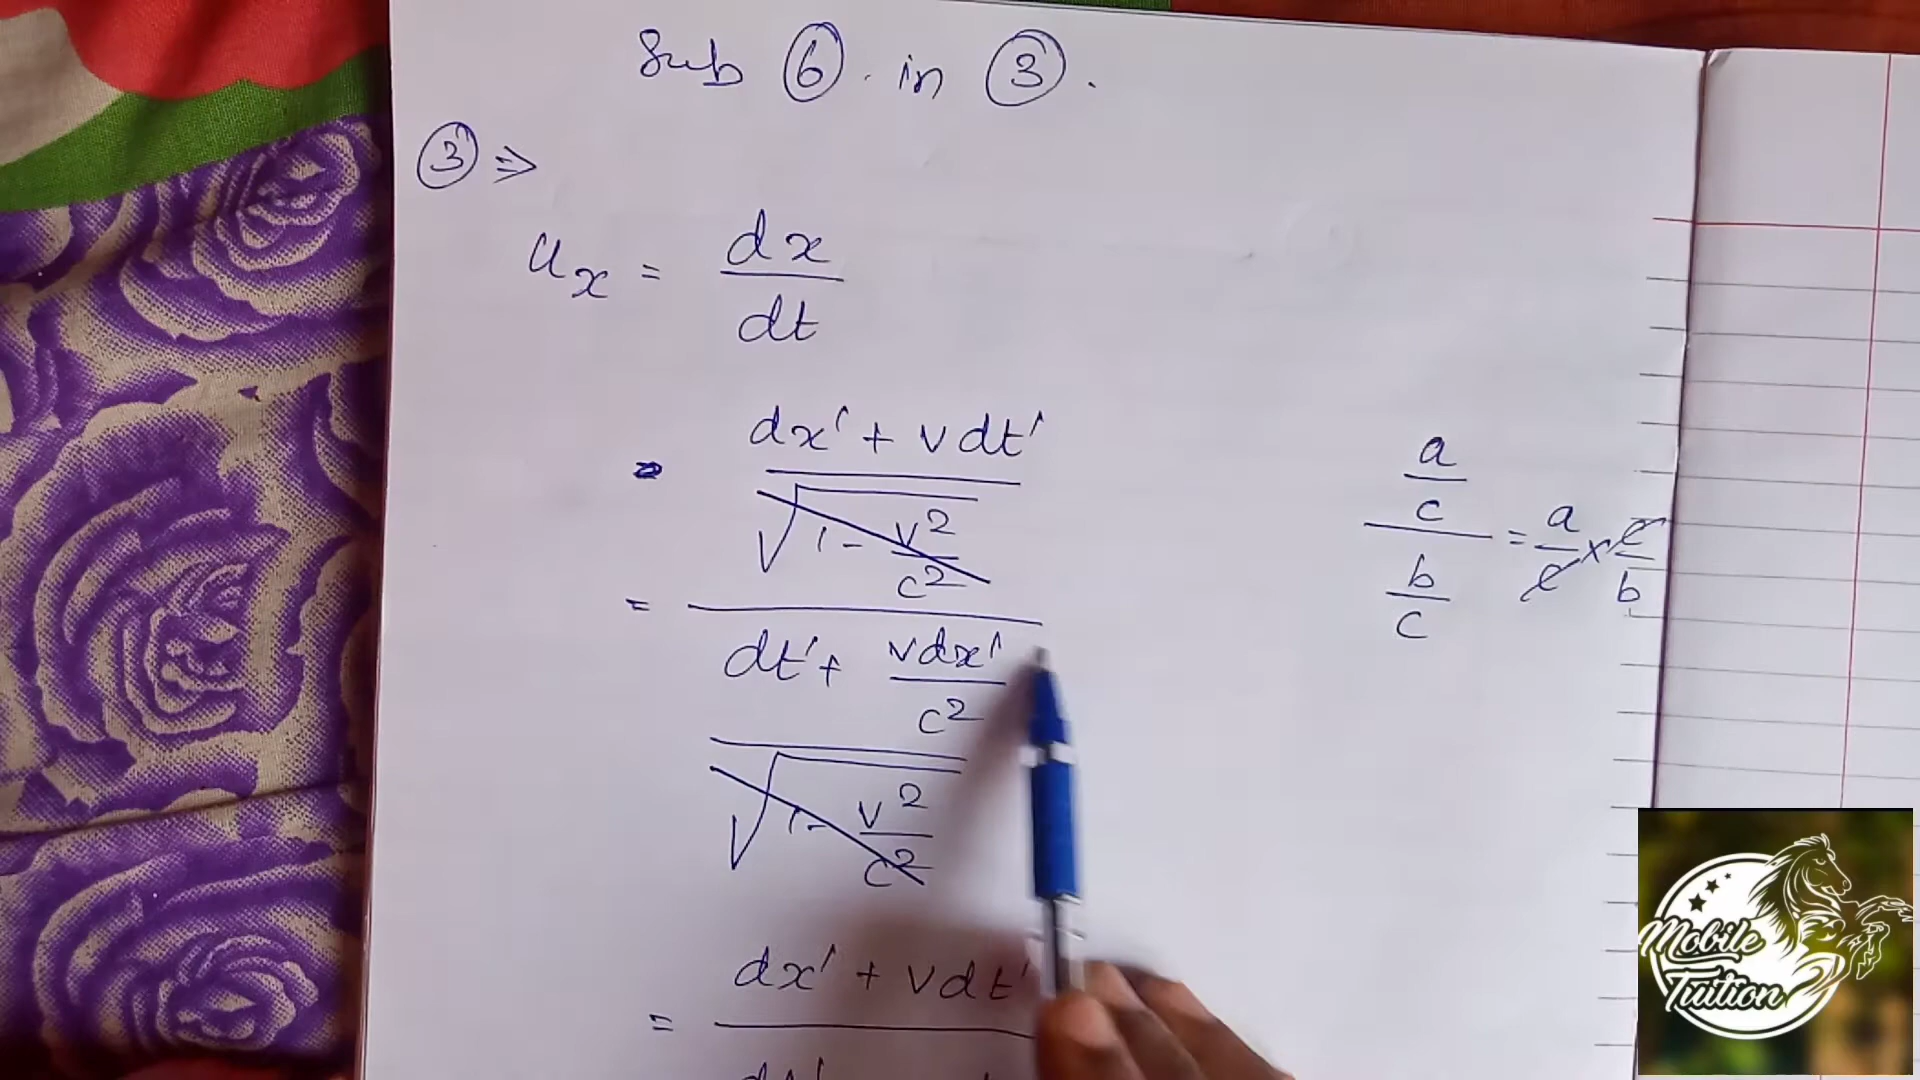 Sub ⑥ in ③.
③ ⇒
u_x = dx/dt
= (dx' + vdt') / √(1 - v²/c²)
= ―――――――――
(dt' + vdx'/c²) / √(1 - v²/c²)
(a/c) / (b/c) = a/c × c/b
= dx' + vdt'
Mobile
Tuition